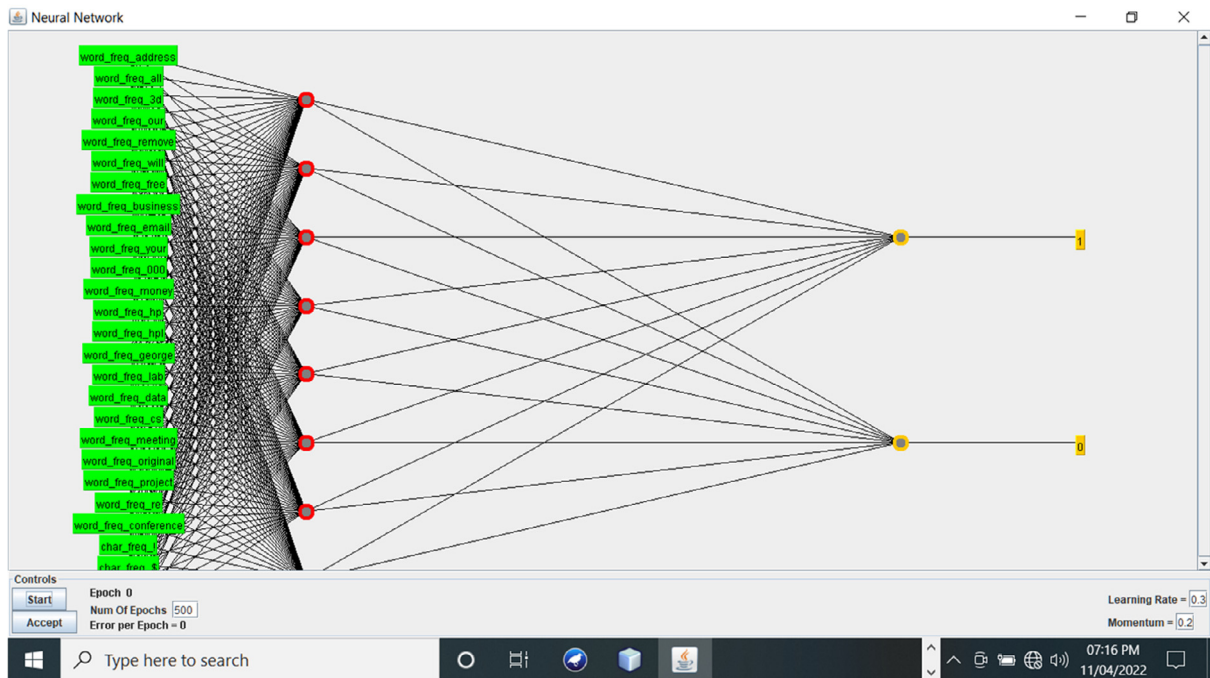 Neural Network
word_freq_address
word_freq_all
word_freq_3d
word_freq_our
word_freq_remove
word_freq_will
word_freq_free
word_freq_business
word_freq_email
word_freq_your
word_freq_000
word_freq_money
word_freq_hp
word_freq_hpl
word_freq_george
word_freq_lab
word_freq_data
word_freq_cs
word_freq_meeting
word_freq_original
word_freq_project
word_freq_re
word_freq_conference
char_freq_!
char_freq_$
1
0
Controls
Start
Accept
Epoch 0
Num Of Epochs 500
Error per Epoch = 0
Learning Rate = 0.3
Momentum = 0.2
Type here to search
07:16 PM
11/04/2022